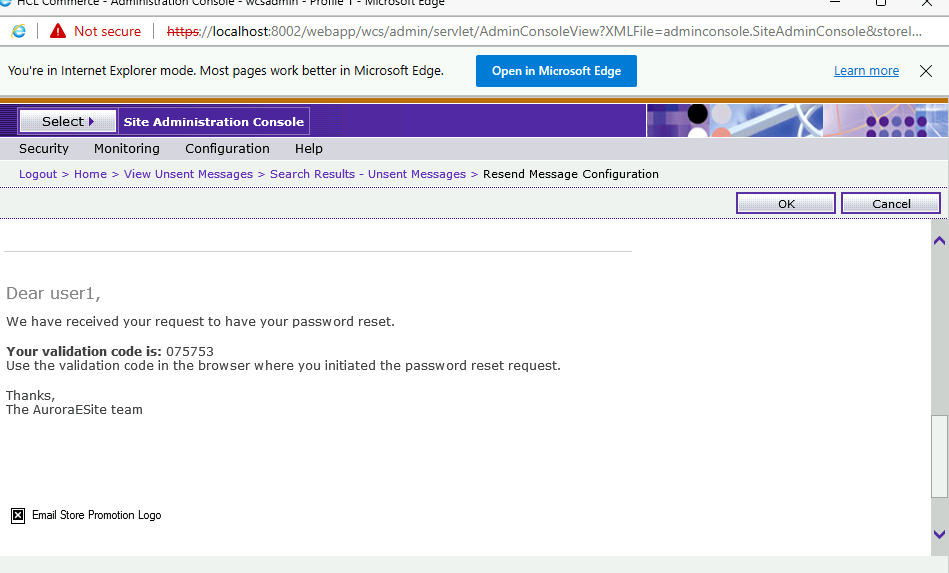 HCL Commerce - Administration Console - wcsadmin - Profile 1 - Microsoft Edge
Not secure https://localhost:8002/webapp/wcs/admin/servlet/AdminConsoleView?XMLFile=adminconsole.SiteAdminConsole&storeI...
You're in Internet Explorer mode. Most pages work better in Microsoft Edge. Open in Microsoft Edge Learn more
Select Site Administration Console
Security Monitoring Configuration Help
Logout > Home > View Unsent Messages > Search Results - Unsent Messages > Resend Message Configuration
OK Cancel
Dear user1,
We have received your request to have your password reset.
Your validation code is: 075753
Use the validation code in the browser where you initiated the password reset request.
Thanks,
The AuroraESite team
Email Store Promotion Logo